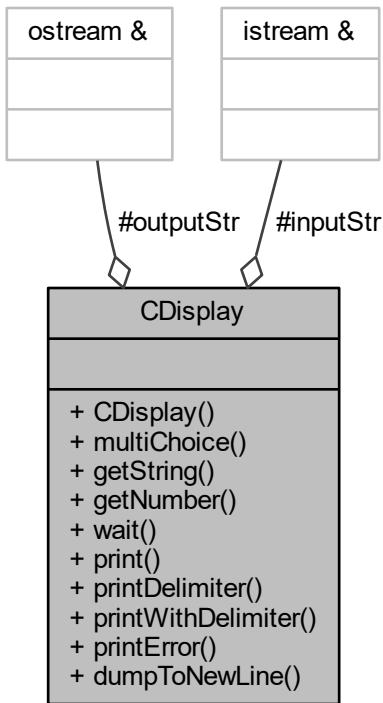 ostream &
istream &
#outputStr
#inputStr
CDisplay
+ CDisplay()
+ multiChoice()
+ getString()
+ getNumber()
+ wait()
+ print()
+ printDelimiter()
+ printWithDelimiter()
+ printError()
+ dumpToNewLine()